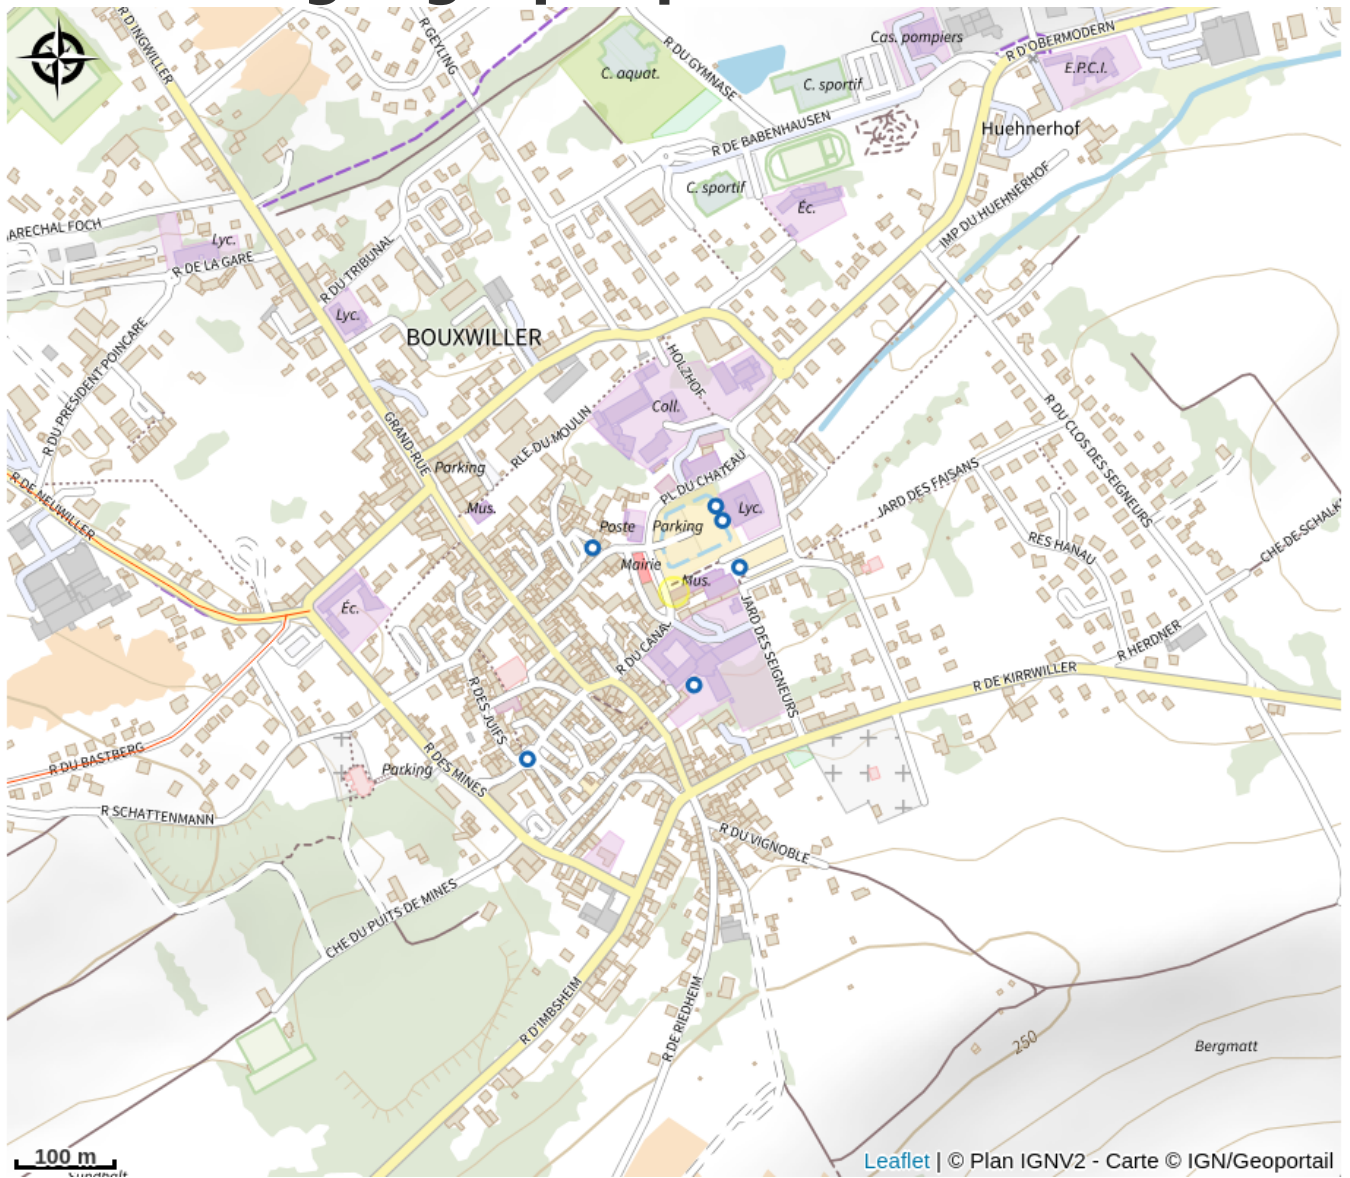 R D'INGWILLER
R GEYLING
R DU GYMNASE
Cas. pompiers
R D'OBERMODERN
C. aquat.
C. sportif
E.P.C.I.
R DE BABENHAUSEN
Huehnerhof
C. sportif
IMP DU HUEHNERHOF
Éc.
ARECHAL FOCH
Lyc.
R DE LA GARE
R DU TRIBUNAL
Lyc.
BOUXWILLER
R DU PRESIDENT POINCARE
HOLZHOF
Coll.
GRAND-RUE
RLE DU MOULIN
R DU CLOS DES SEIGNEURS
Parking
PL DU CHATEAU
JARD DES FAISANS
R DE NEUWILLER
Mus.
Lyc.
Poste
Parking
CHE DE SCHALK
RES HANAU
Mairie
Mus.
Éc.
JARD DES SEIGNEURS
R DU CANAL
R HERDNER
R DE KIRRWILLER
R DES JUIFS
R DU BASTBERG
R DES MINES
Parking
R SCHATTENMANN
R DU VIGNOBLE
CHE DU PUITS DE MINES
R D'IMBSHEIM
R DE RIEDHEIM
250
Bergmatt
100 m
Leaflet | © Plan IGNV2 - Carte © IGN/Geoportail